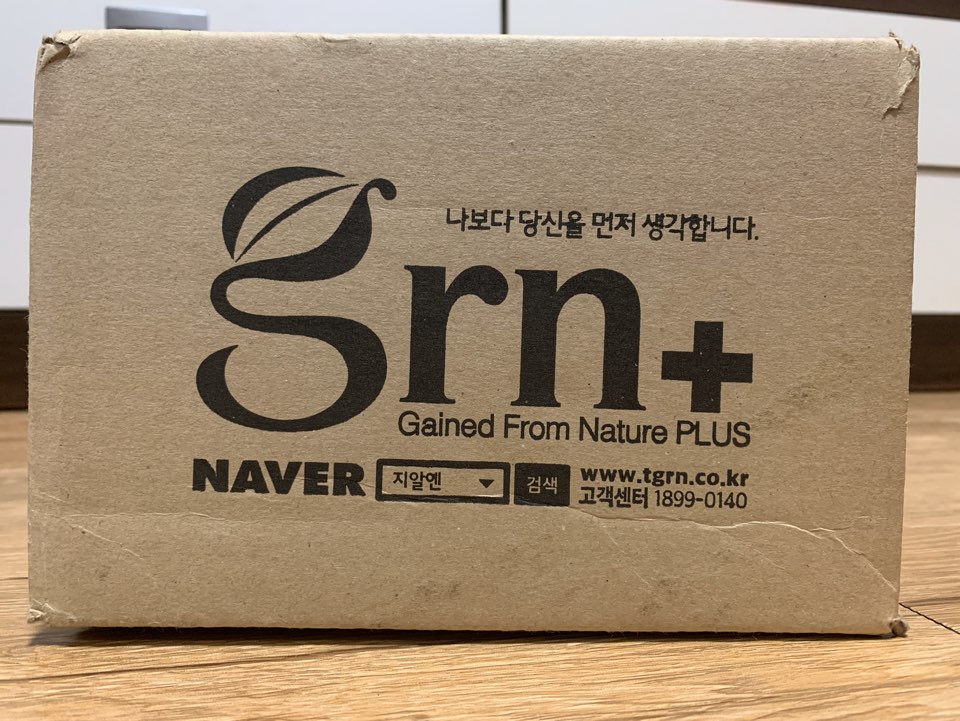 나보다 당신을 먼저 생각합니다.
grn+
Gained From Nature PLUS
NAVER 지알엔 검색 www.tgrn.co.kr
고객센터 1899-0140